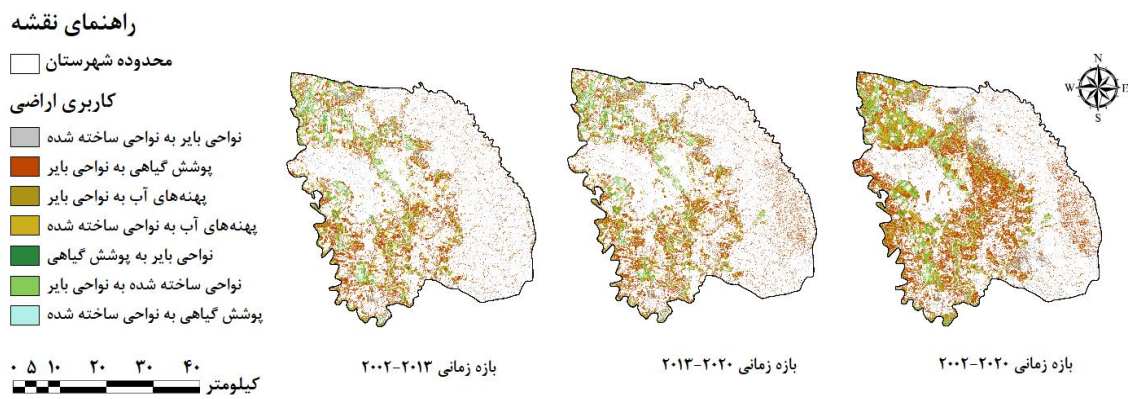 راهنمای نقشه
محدوده شهرستان
کاربری اراضی
نواحی بایر به نواحی ساخته شده
پوشش گیاهی به نواحی بایر
پهنه‌های آب به نواحی بایر
پهنه‌های آب به نواحی ساخته شده
نواحی بایر به پوشش گیاهی
نواحی ساخته شده به نواحی بایر
پوشش گیاهی به نواحی ساخته شده
۰ ۵ ۱۰ ۲۰ ۳۰ ۴۰
کیلومتر
بازه زمانی ۲۰۱۳-۲۰۰۲
بازه زمانی ۲۰۲۰-۲۰۱۳
بازه زمانی ۲۰۲۰-۲۰۰۲
N
W E
S